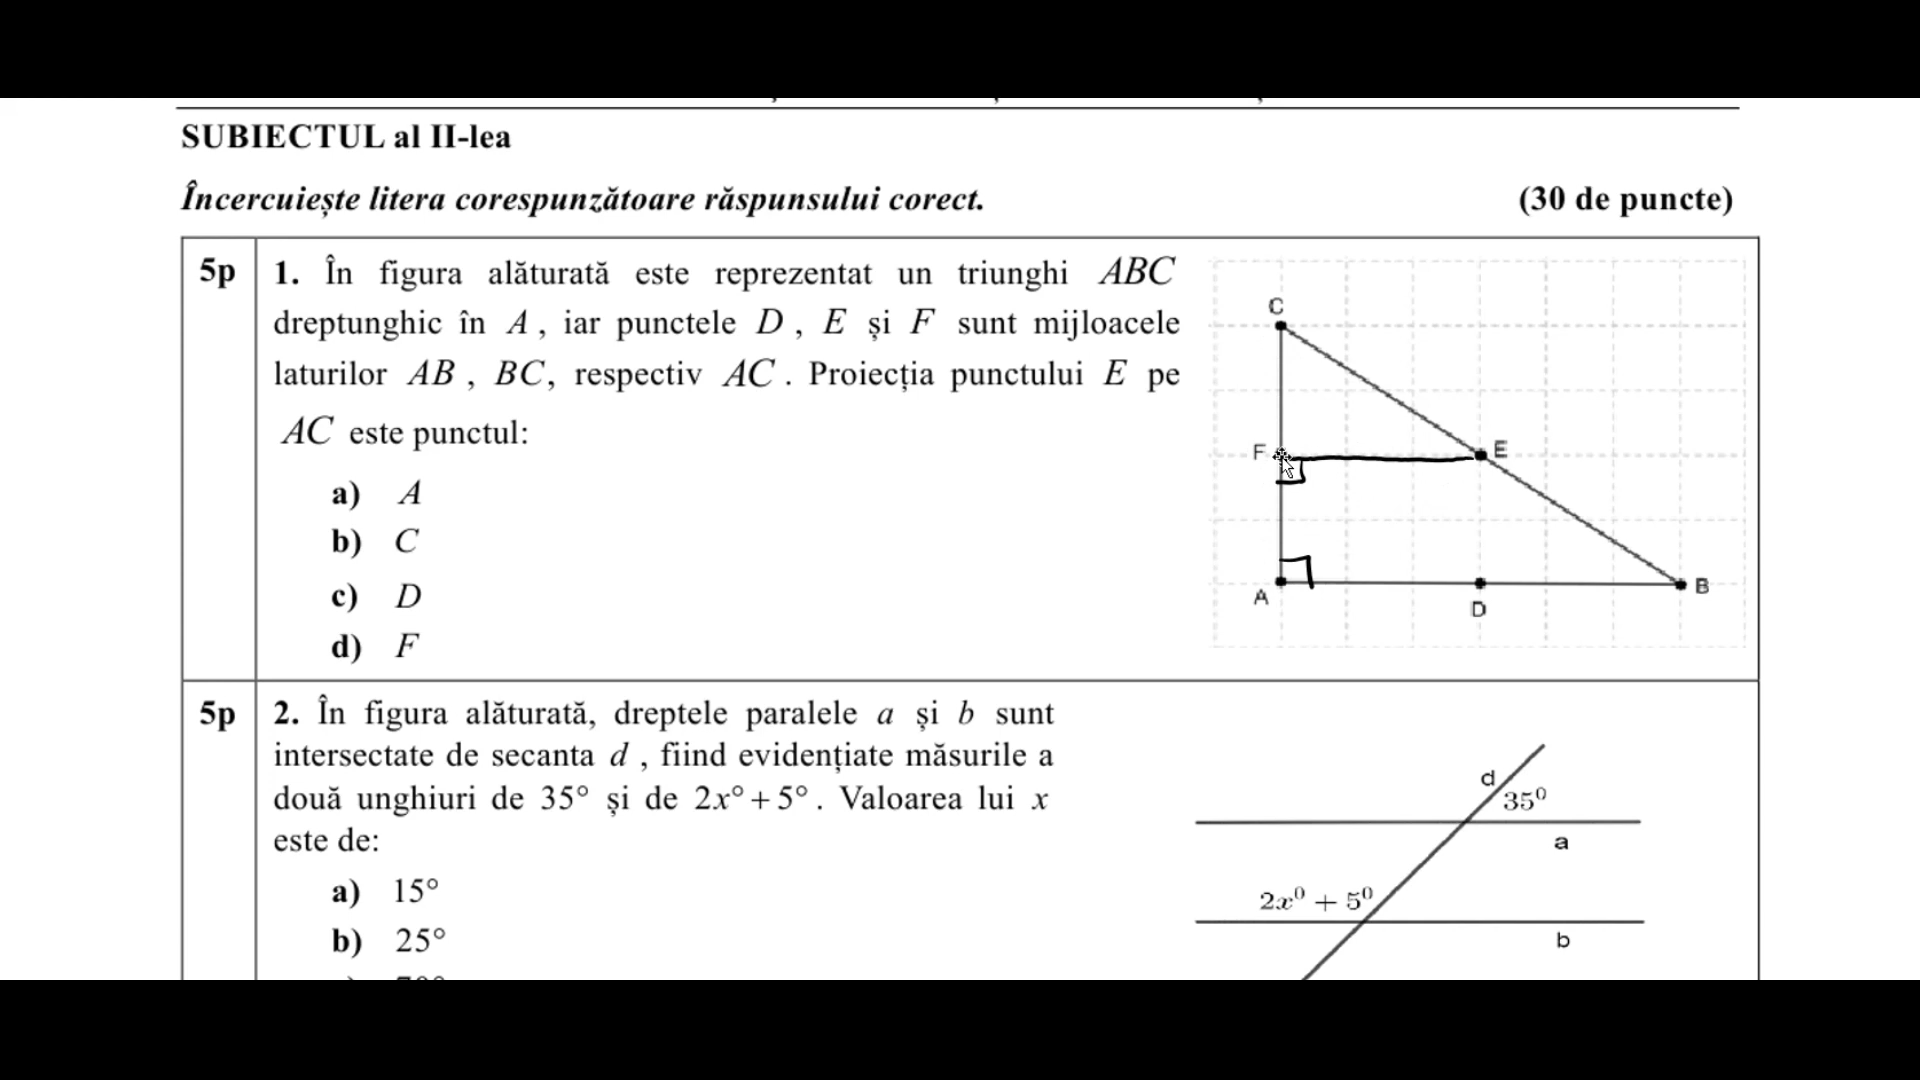 SUBIECTUL al II-lea
Încercuiește litera corespunzătoare răspunsului corect. (30 de puncte)
5p
1. În figura alăturată este reprezentat un triunghi ABC
dreptunghic în A , iar punctele D , E și F sunt mijloacele
laturilor AB , BC, respectiv AC . Proiecția punctului E pe
AC este punctul:
a) A
b) C
c) D
d) F
C
F
E
A
D
B
5p
2. În figura alăturată, dreptele paralele a și b sunt
intersectate de secanta d , fiind evidențiate măsurile a
două unghiuri de 35° și de 2x° + 5° . Valoarea lui x
este de:
a) 15°
b) 25°
d
35⁰
a
2x⁰ + 5⁰
b